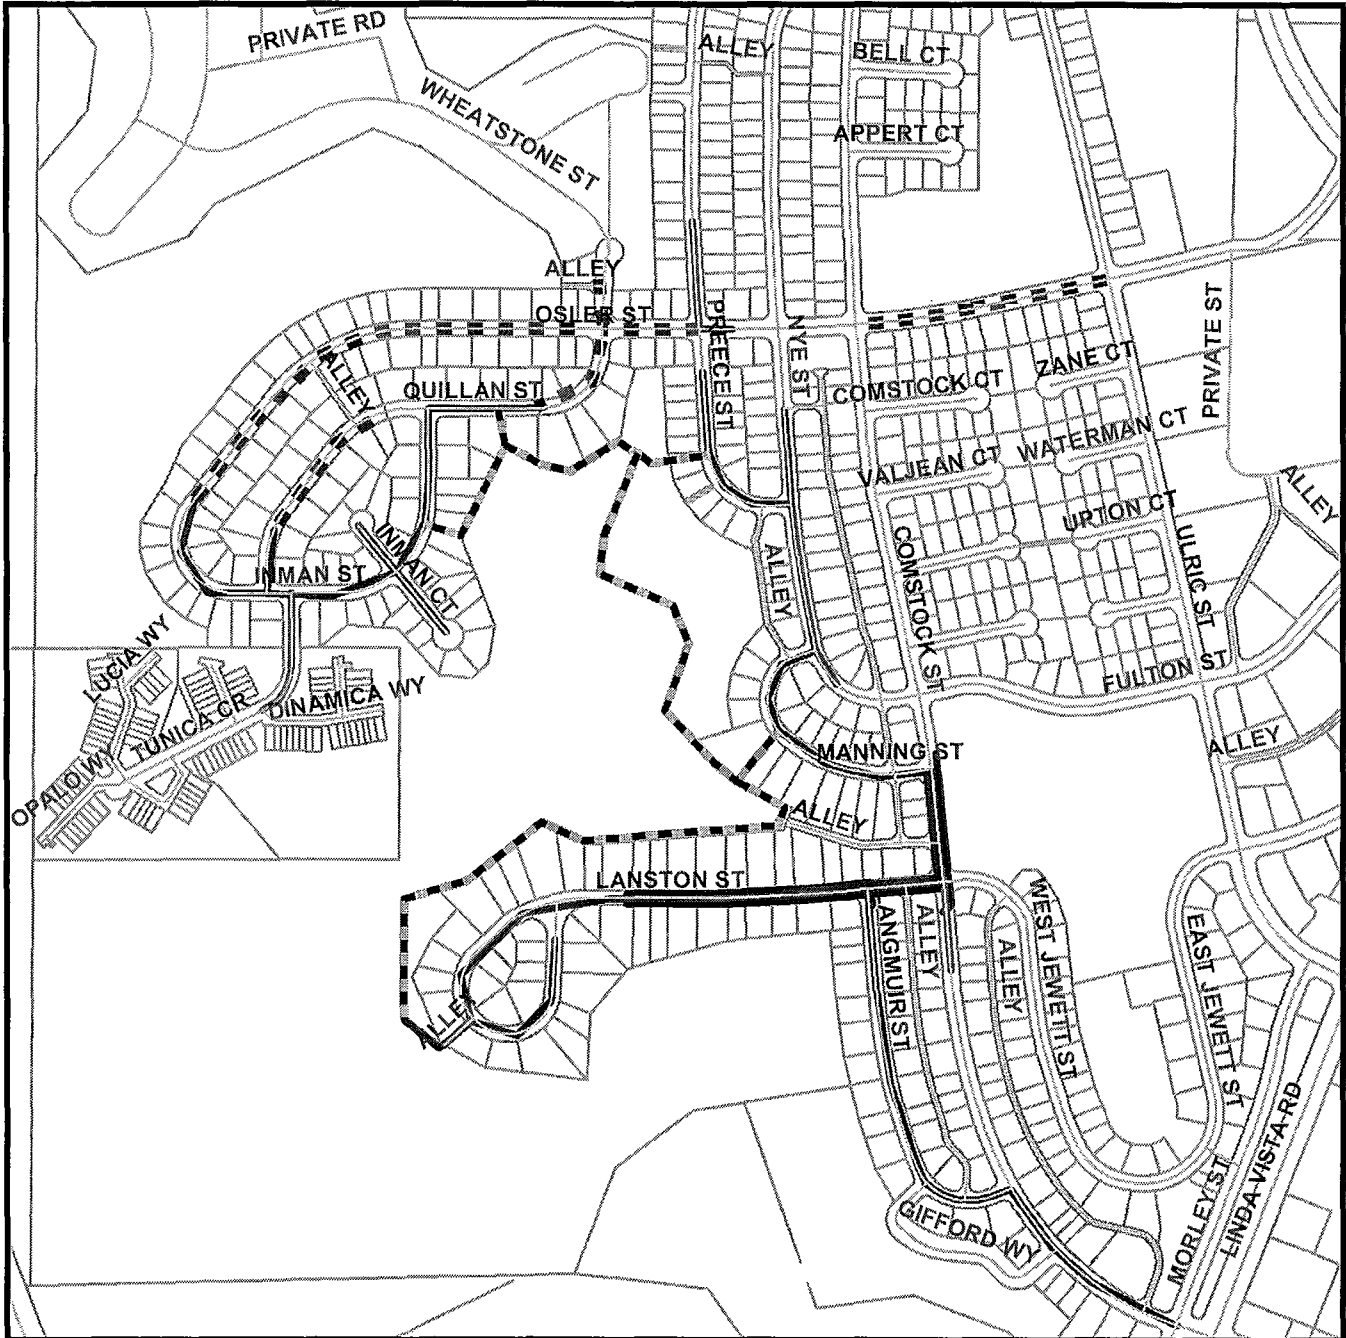 PRIVATE RD
ALLEY
BELL CT
WHEATSTONE ST
APPERT CT
ALLEY
OSLER ST
PREECE ST
NYE ST
PRIVATE ST
ALLEY
QUILLAN ST
COMSTOCK CT
ZANE CT
WATERMAN CT
VALJEAN CT
ALLEY
UPTON CT
INMAN ST
INMAN CT
ALLEY
COMSTOCK ST
ULRIC ST
LUCIA WY
TUNICA CR
DINAMICA WY
OPALO WY
FULTON ST
MANNING ST
ALLEY
ALLEY
LANSTON ST
LANGMUIR ST
ALLEY
ALLEY
WEST JEWETT ST
EAST JEWETT ST
ALLEY
GIFFORD WY
MORLEY ST
LINDA VISTA RD